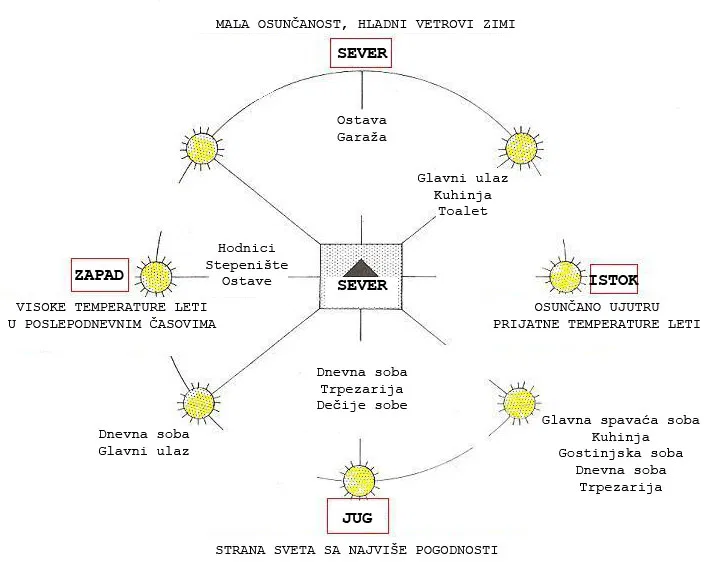 MALA OSUNČANOST, HLADNI VETROVI ZIMI
SEVER
Ostava
Garaža
Glavni ulaz
Kuhinja
Toalet
Hodnici
Stepenište
Ostave
ZAPAD
VISOKE TEMPERATURE LETI
U POSLEPODNEVNIM ČASOVIMA
SEVER
ISTOK
OSUNČANO UJUTRU
PRIJATNE TEMPERATURE LETI
Dnevna soba
Trpezarija
Dečije sobe
Dnevna soba
Glavni ulaz
Glavna spavaća soba
Kuhinja
Gostinjska soba
Dnevna soba
Trpezarija
JUG
STRANA SVETA SA NAJVIŠE POGODNOSTI